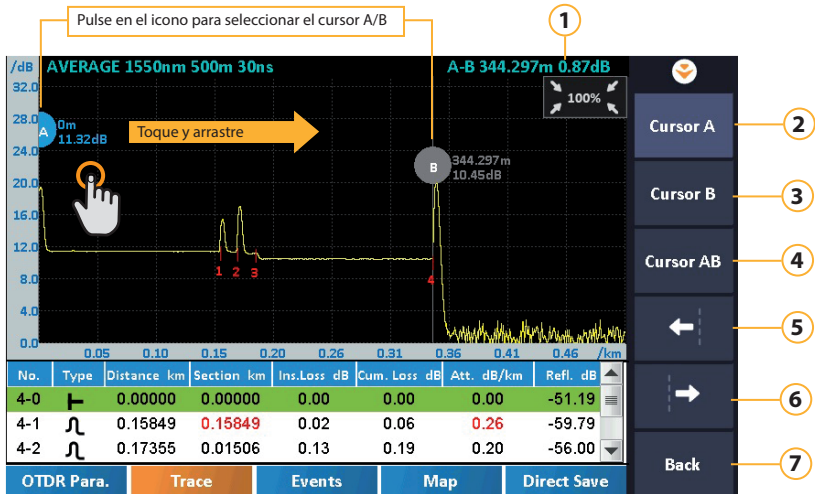 Pulse en el icono para seleccionar el cursor A/B
1
/dB AVERAGE 1550nm 500m 30ns A-B 344.297m 0.87dB
32.0
100%
28.0
A 0m
11.32dB
Toque y arrastre
Cursor A
2
24.0
B 344.297m
10.45dB
20.0
Cursor B
3
16.0
12.0
Cursor AB
4
1 2 3 4
8.0
5
4.0
0.0
0.05 0.10 0.15 0.20 0.26 0.31 0.36 0.41 0.46 /km
No. Type Distance km Section km Ins.Loss dB Cum. Loss dB Att. dB/km Refl. dB
4-0 0.00000 0.00000 0.00 0.00 0.00 -51.19
6
4-1 0.15849 0.15849 0.02 0.06 0.26 -59.79
4-2 0.17355 0.01506 0.13 0.19 0.20 -56.00
Back
7
OTDR Para. Trace Events Map Direct Save